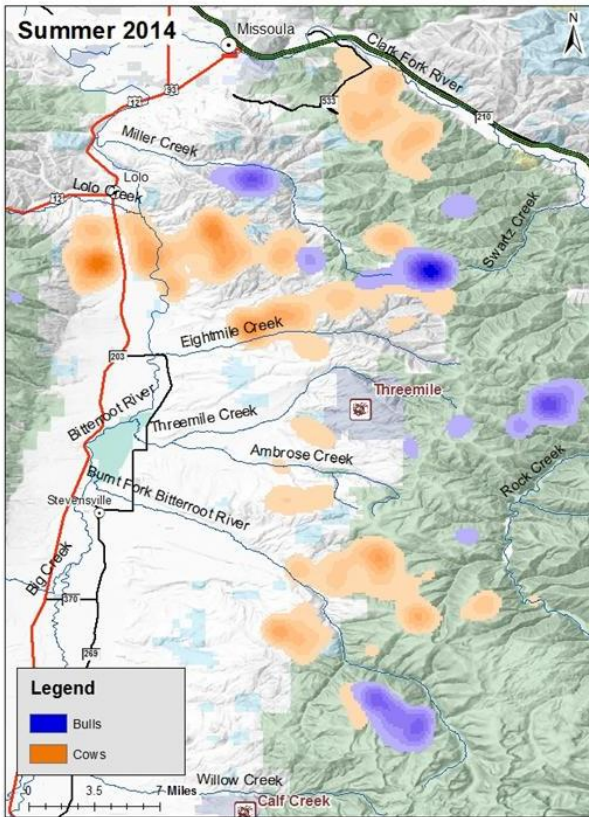 Summer 2014
Missoula
N
Clark Fork River
93
12
533
210
Miller Creek
Lolo
Lolo Creek
12
Swartz Creek
Eightmile Creek
203
Bitterroot River
Threemile
Threemile Creek
Ambrose Creek
Rock Creek
Burnt Fork Bitterroot River
Stevensville
Big Creek
370
269
Legend
Bulls
Cows
Willow Creek
0 3.5 7 Miles
Calf Creek